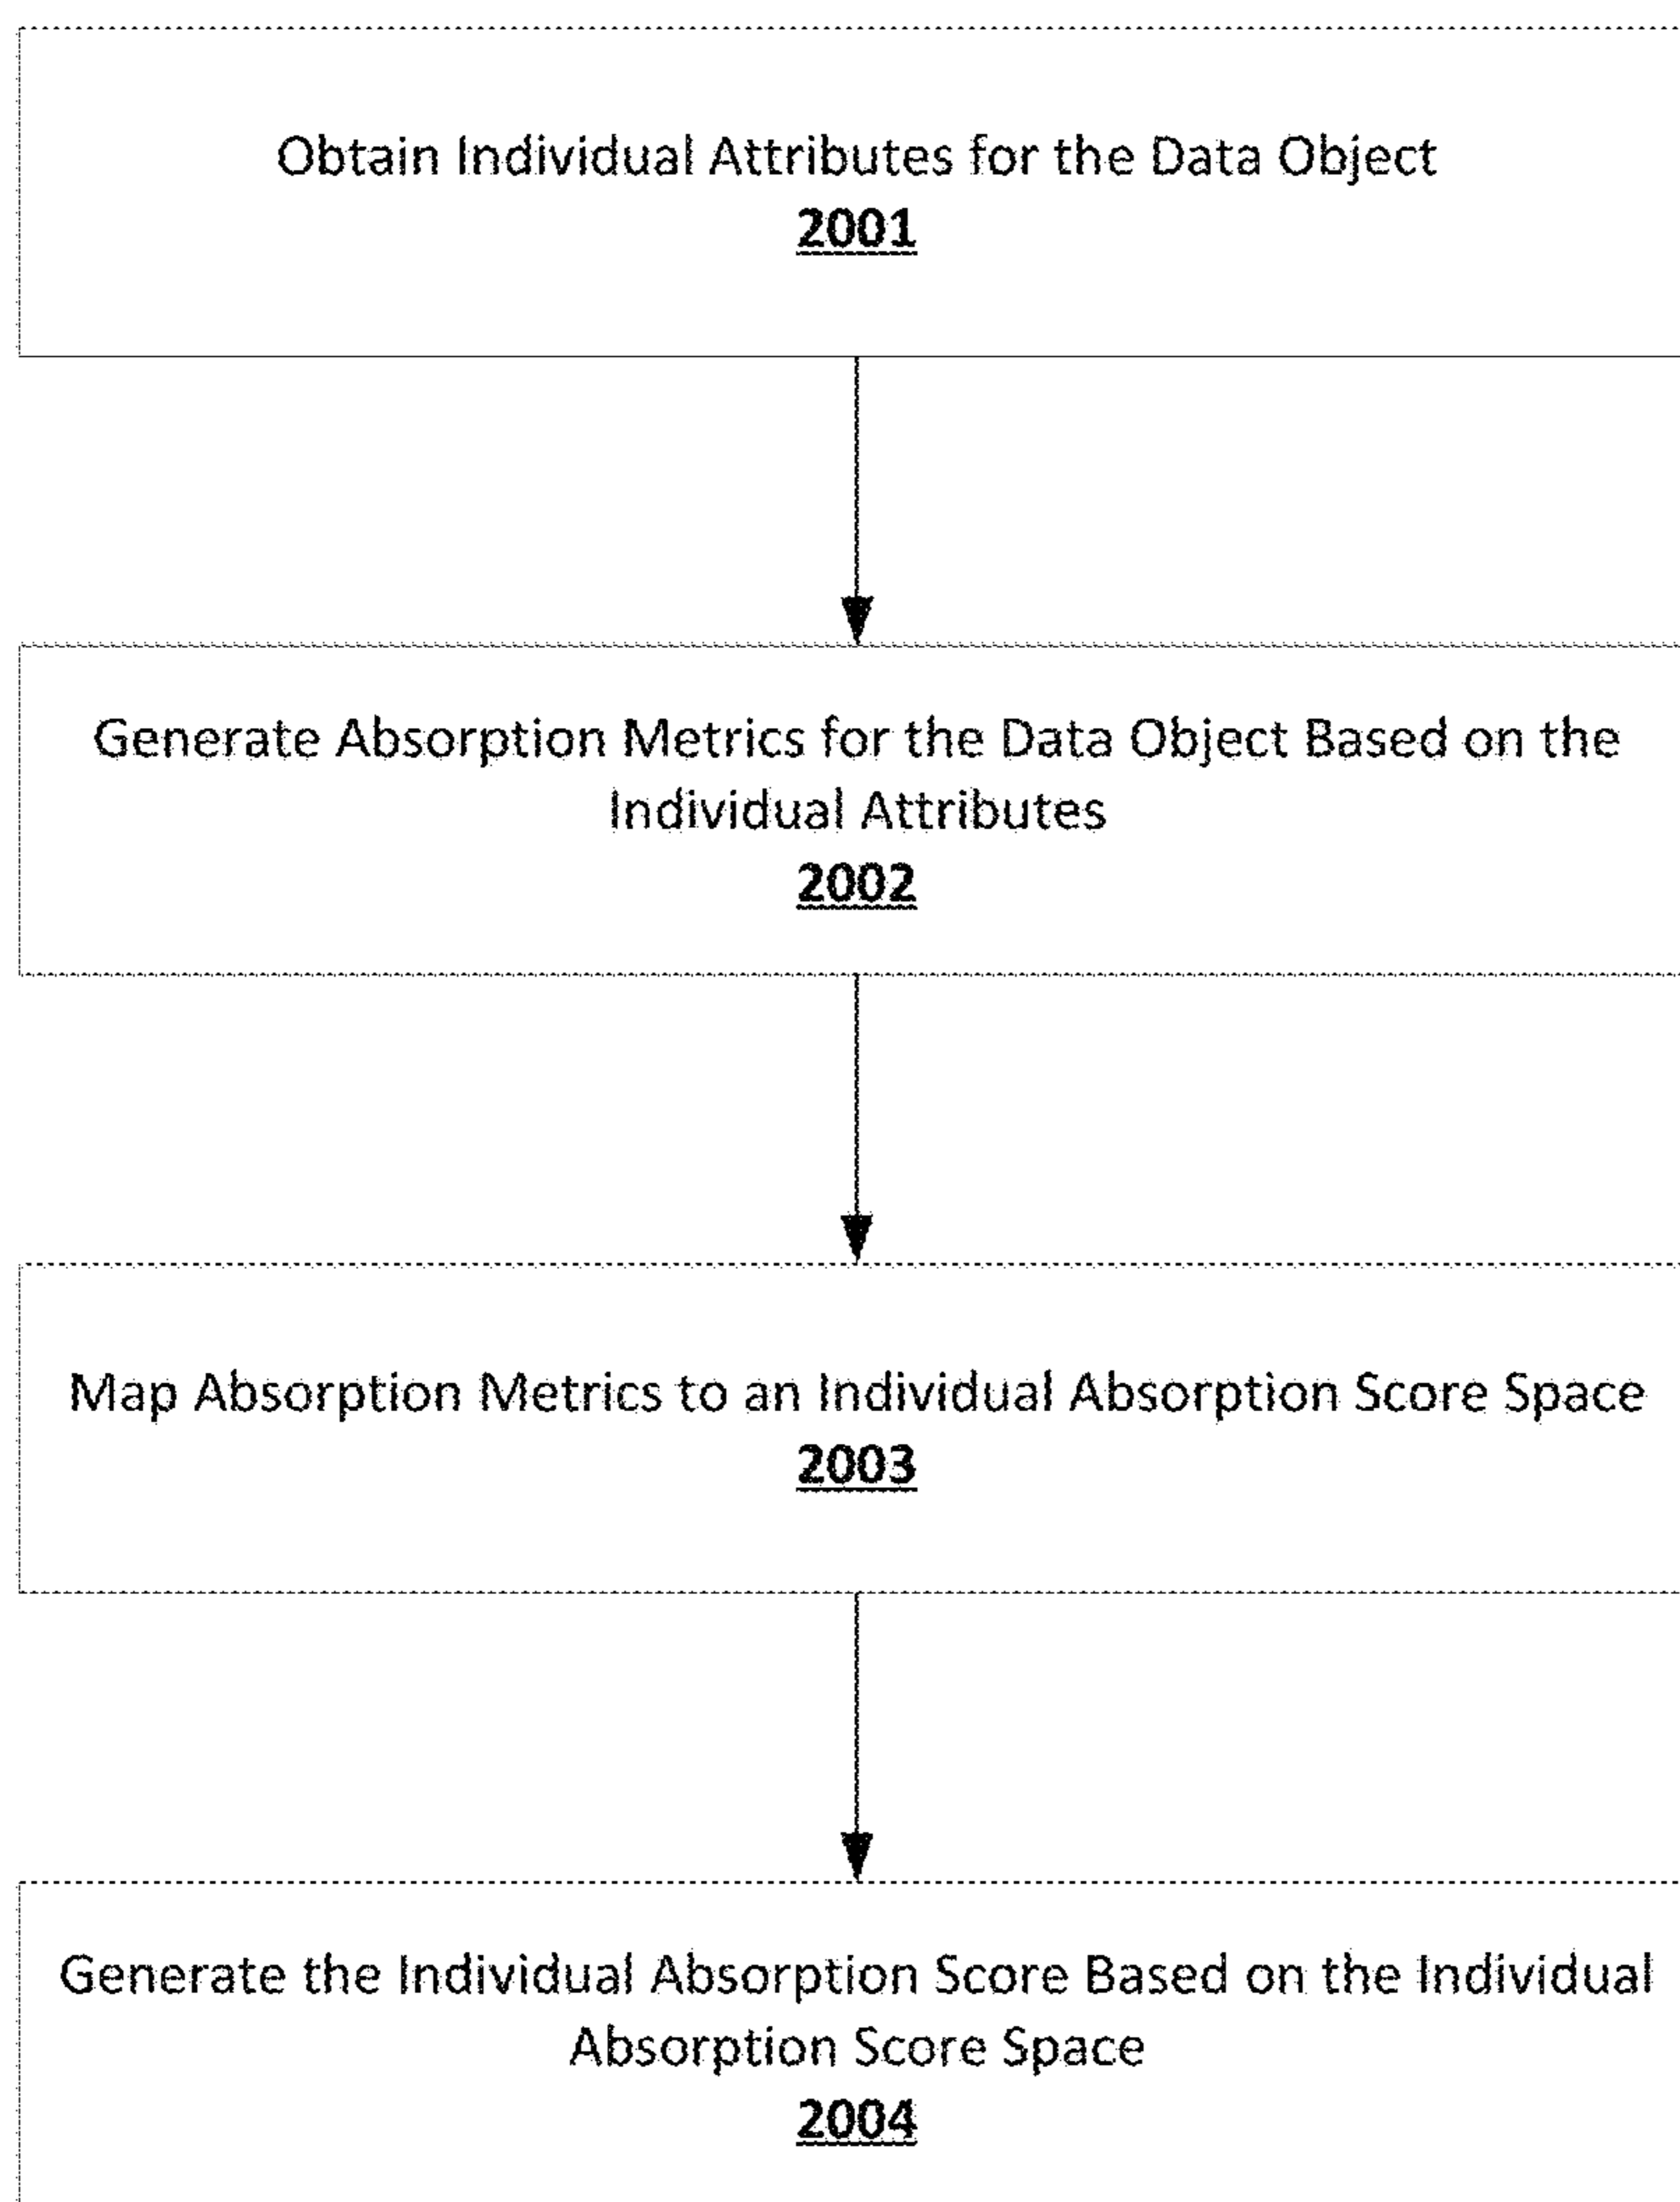 Obtain Individual Attributes for the Data Object
2001
Generate Absorption Metrics for the Data Object Based on the
Individual Attributes
2002
Map Absorption Metrics to an Individual Absorption Score Space
2003
Generate the Individual Absorption Score Based on the Individual
Absorption Score Space
2004